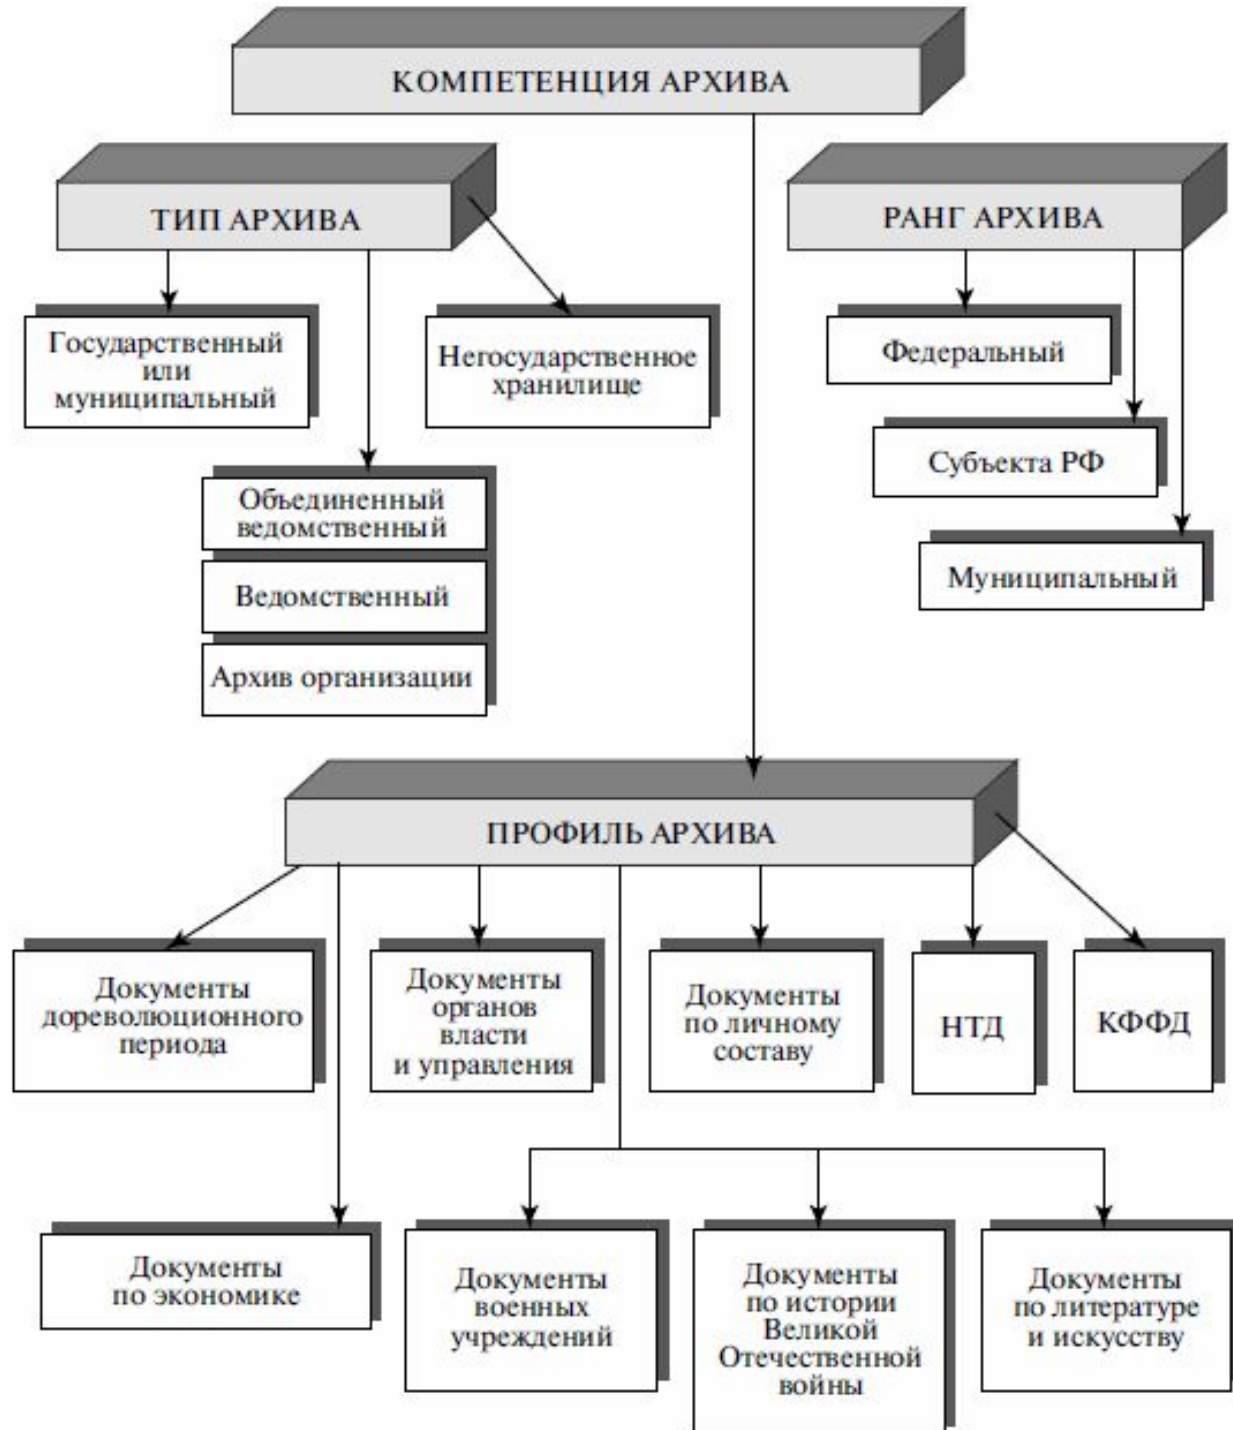 КОМПЕТЕНЦИЯ АРХИВА
ТИП АРХИВА
РАНГ АРХИВА
Государственный
или
муниципальный
Негосударственное
хранилище
Федеральный
Субъекта РФ
Муниципальный
Объединенный
ведомственный
Ведомственный
Архив организации
ПРОФИЛЬ АРХИВА
Документы
дореволюционного
периода
Документы
органов
власти
и управления
Документы
по личному
составу
НТД
КФФД
Документы
по экономике
Документы
военных
учреждений
Документы
по истории
Великой
Отечественной
войны
Документы
по литературе
и искусству